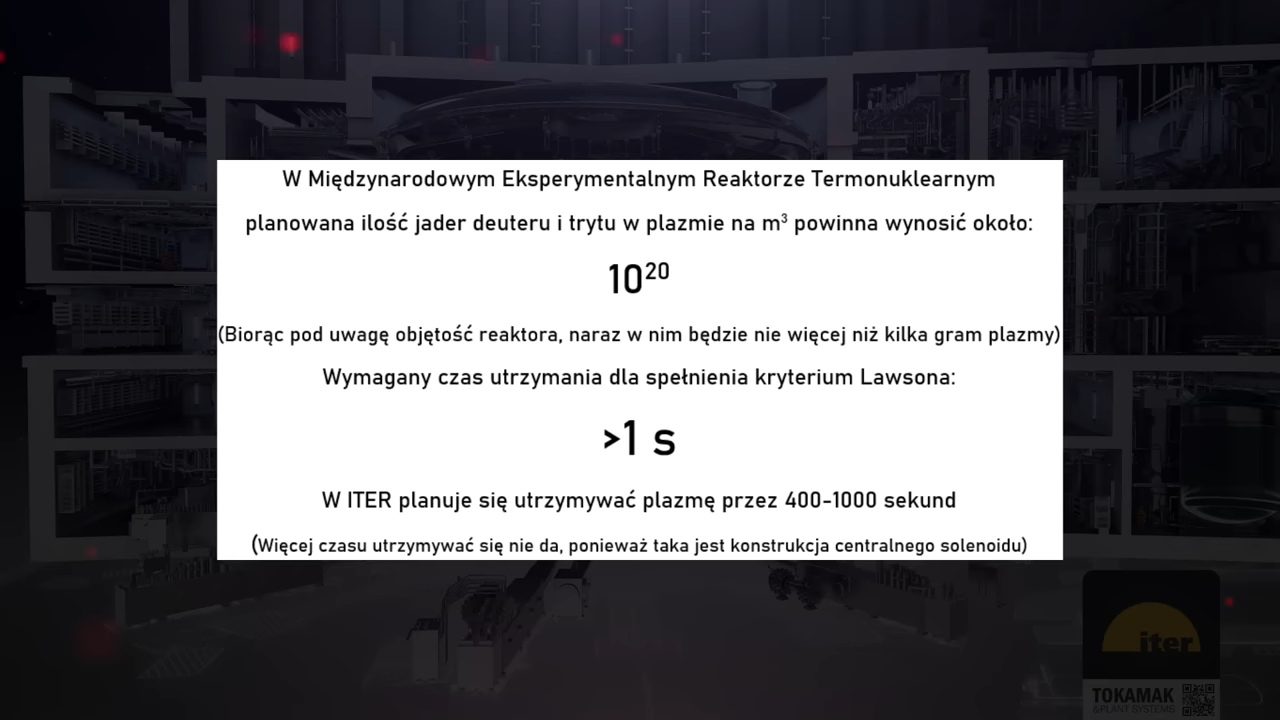 W Międzynarodowym Eksperymentalnym Reaktorze Termonuklearnym
planowana ilość jader deuteru i trytu w plazmie na m³ powinna wynosić około:
10²⁰
(Biorąc pod uwagę objętość reaktora, naraz w nim będzie nie więcej niż kilka gram plazmy)
Wymagany czas utrzymania dla spełnienia kryterium Lawsona:
>1 s
W ITER planuje się utrzymywać plazmę przez 400-1000 sekund
(Więcej czasu utrzymywać się nie da, ponieważ taka jest konstrukcja centralnego solenoidu)
iter
TOKAMAK
&PLANT SYSTEMS